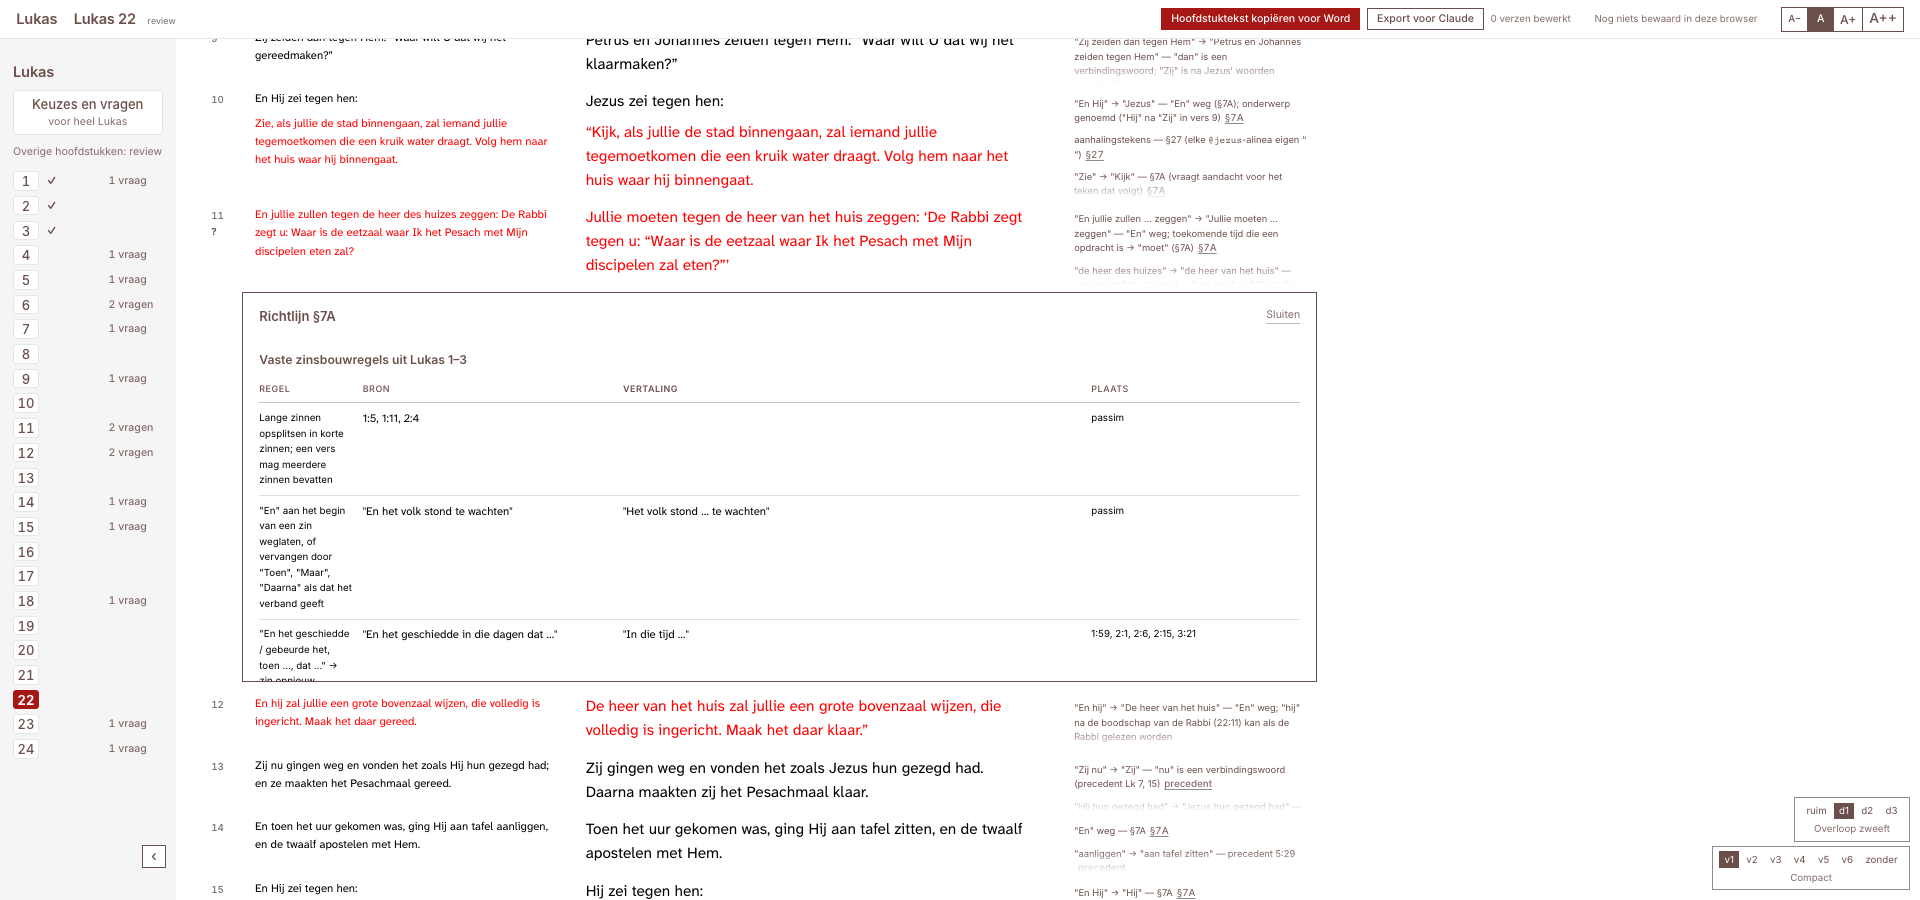 Lukas Lukas 22 review Hoofdstuktekst kopiëren voor Word Export voor Claude 0 verzen bewerkt Nog niets bewaard in deze browser A− A A+ A++
Lukas
Keuzes en vragen
voor heel Lukas
Overige hoofdstukken: review
1 ✓ 1 vraag
2 ✓
3 ✓
4 1 vraag
5 1 vraag
6 2 vragen
7 1 vraag
8
9 1 vraag
10
11 2 vragen
12 2 vragen
13
14 1 vraag
15 1 vraag
16
17
18 1 vraag
19
20
21
22
23 1 vraag
24 1 vraag
‹
gereedmaken?”
Petrus en Johannes zeiden tegen Hem: “Waar wilt U dat wij het
klaarmaken?”
"Zij zeiden dan tegen Hem" → "Petrus en Johannes
zeiden tegen Hem" — "dan" is een
verbindingswoord; "Zij" is na Jezus' woorden
10
En Hij zei tegen hen:
Zie, als jullie de stad binnengaan, zal iemand jullie
tegemoetkomen die een kruik water draagt. Volg hem naar
het huis waar hij binnengaat.
Jezus zei tegen hen:
“Kijk, als jullie de stad binnengaan, zal iemand jullie
tegemoetkomen die een kruik water draagt. Volg hem naar het
huis waar hij binnengaat.
"En Hij" → "Jezus" — "En" weg (§7A); onderwerp
genoemd ("Hij" na "Zij" in vers 9) §7A
aanhalingstekens — §27 (elke @jezus-alinea eigen “
”) §27
"Zie" → "Kijk" — §7A (vraagt aandacht voor het
teken dat volgt) §7A
11
?
En jullie zullen tegen de heer des huizes zeggen: De Rabbi
zegt u: Waar is de eetzaal waar Ik het Pesach met Mijn
discipelen eten zal?
Jullie moeten tegen de heer van het huis zeggen: ‘De Rabbi zegt
tegen u: “Waar is de eetzaal waar Ik het Pesach met Mijn
discipelen zal eten?”’
"En jullie zullen … zeggen" → "Jullie moeten …
zeggen" — "En" weg; toekomende tijd die een
opdracht is → "moet" (§7A) §7A
"de heer des huizes" → "de heer van het huis" —
Richtlijn §7A Sluiten
Vaste zinsbouwregels uit Lukas 1–3
REGEL BRON VERTALING PLAATS
Lange zinnen
opsplitsen in korte
zinnen; een vers
mag meerdere
zinnen bevatten
1:5, 1:11, 2:4
passim
"En" aan het begin
van een zin
weglaten, of
vervangen door
"Toen", "Maar",
"Daarna" als dat het
verband geeft
"En het volk stond te wachten"
"Het volk stond … te wachten"
passim
"En het geschiedde
/ gebeurde het,
toen …, dat …" →
zin opnieuw
"En het geschiedde in die dagen dat …"
"In die tijd …"
1:59, 2:1, 2:6, 2:15, 3:21
12
En hij zal jullie een grote bovenzaal wijzen, die volledig is
ingericht. Maak het daar gereed.
De heer van het huis zal jullie een grote bovenzaal wijzen, die
volledig is ingericht. Maak het daar klaar.”
"En hij" → "De heer van het huis" — "En" weg; "hij"
na de boodschap van de Rabbi (22:11) kan als de
Rabbi gelezen worden
13
Zij nu gingen weg en vonden het zoals Hij hun gezegd had;
en ze maakten het Pesachmaal gereed.
Zij gingen weg en vonden het zoals Jezus hun gezegd had.
Daarna maakten zij het Pesachmaal klaar.
"Zij nu" → "Zij" — "nu" is een verbindingswoord
(precedent Lk 7, 15) precedent
"Hij hun gezegd had" → "Jezus hun gezegd had" —
14
En toen het uur gekomen was, ging Hij aan tafel aanliggen,
en de twaalf apostelen met Hem.
Toen het uur gekomen was, ging Hij aan tafel zitten, en de twaalf
apostelen met Hem.
"En" weg — §7A §7A
"aanliggen" → "aan tafel zitten" — precedent 5:29
precedent
15
En Hij zei tegen hen:
Hij zei tegen hen:
"En Hij" → "Hij" — §7A §7A
ruim d1 d2 d3
Overloop zweeft
v1 v2 v3 v4 v5 v6 zonder
Compact